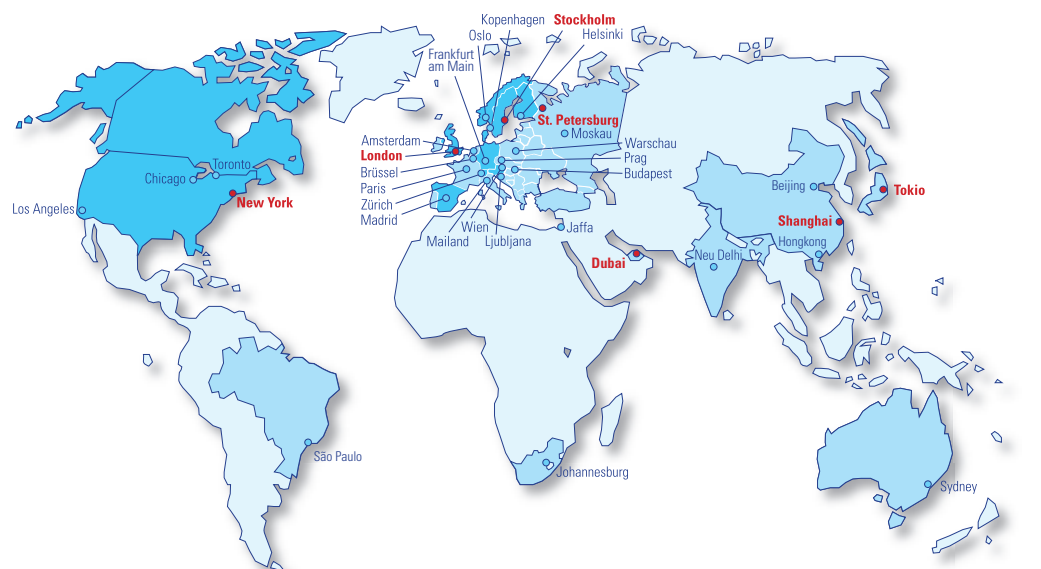 Kopenhagen
Stockholm
Oslo
Helsinki
Frankfurt
am Main
St. Petersburg
Moskau
Amsterdam
London
Brüssel
Paris
Zürich
Madrid
Warschau
Prag
Budapest
Wien
Mailand
Ljubljana
Toronto
Chicago
New York
Los Angeles
Jaffa
Dubai
Neu Delhi
Beijing
Shanghai
Hongkong
Tokio
São Paulo
Johannesburg
Sydney